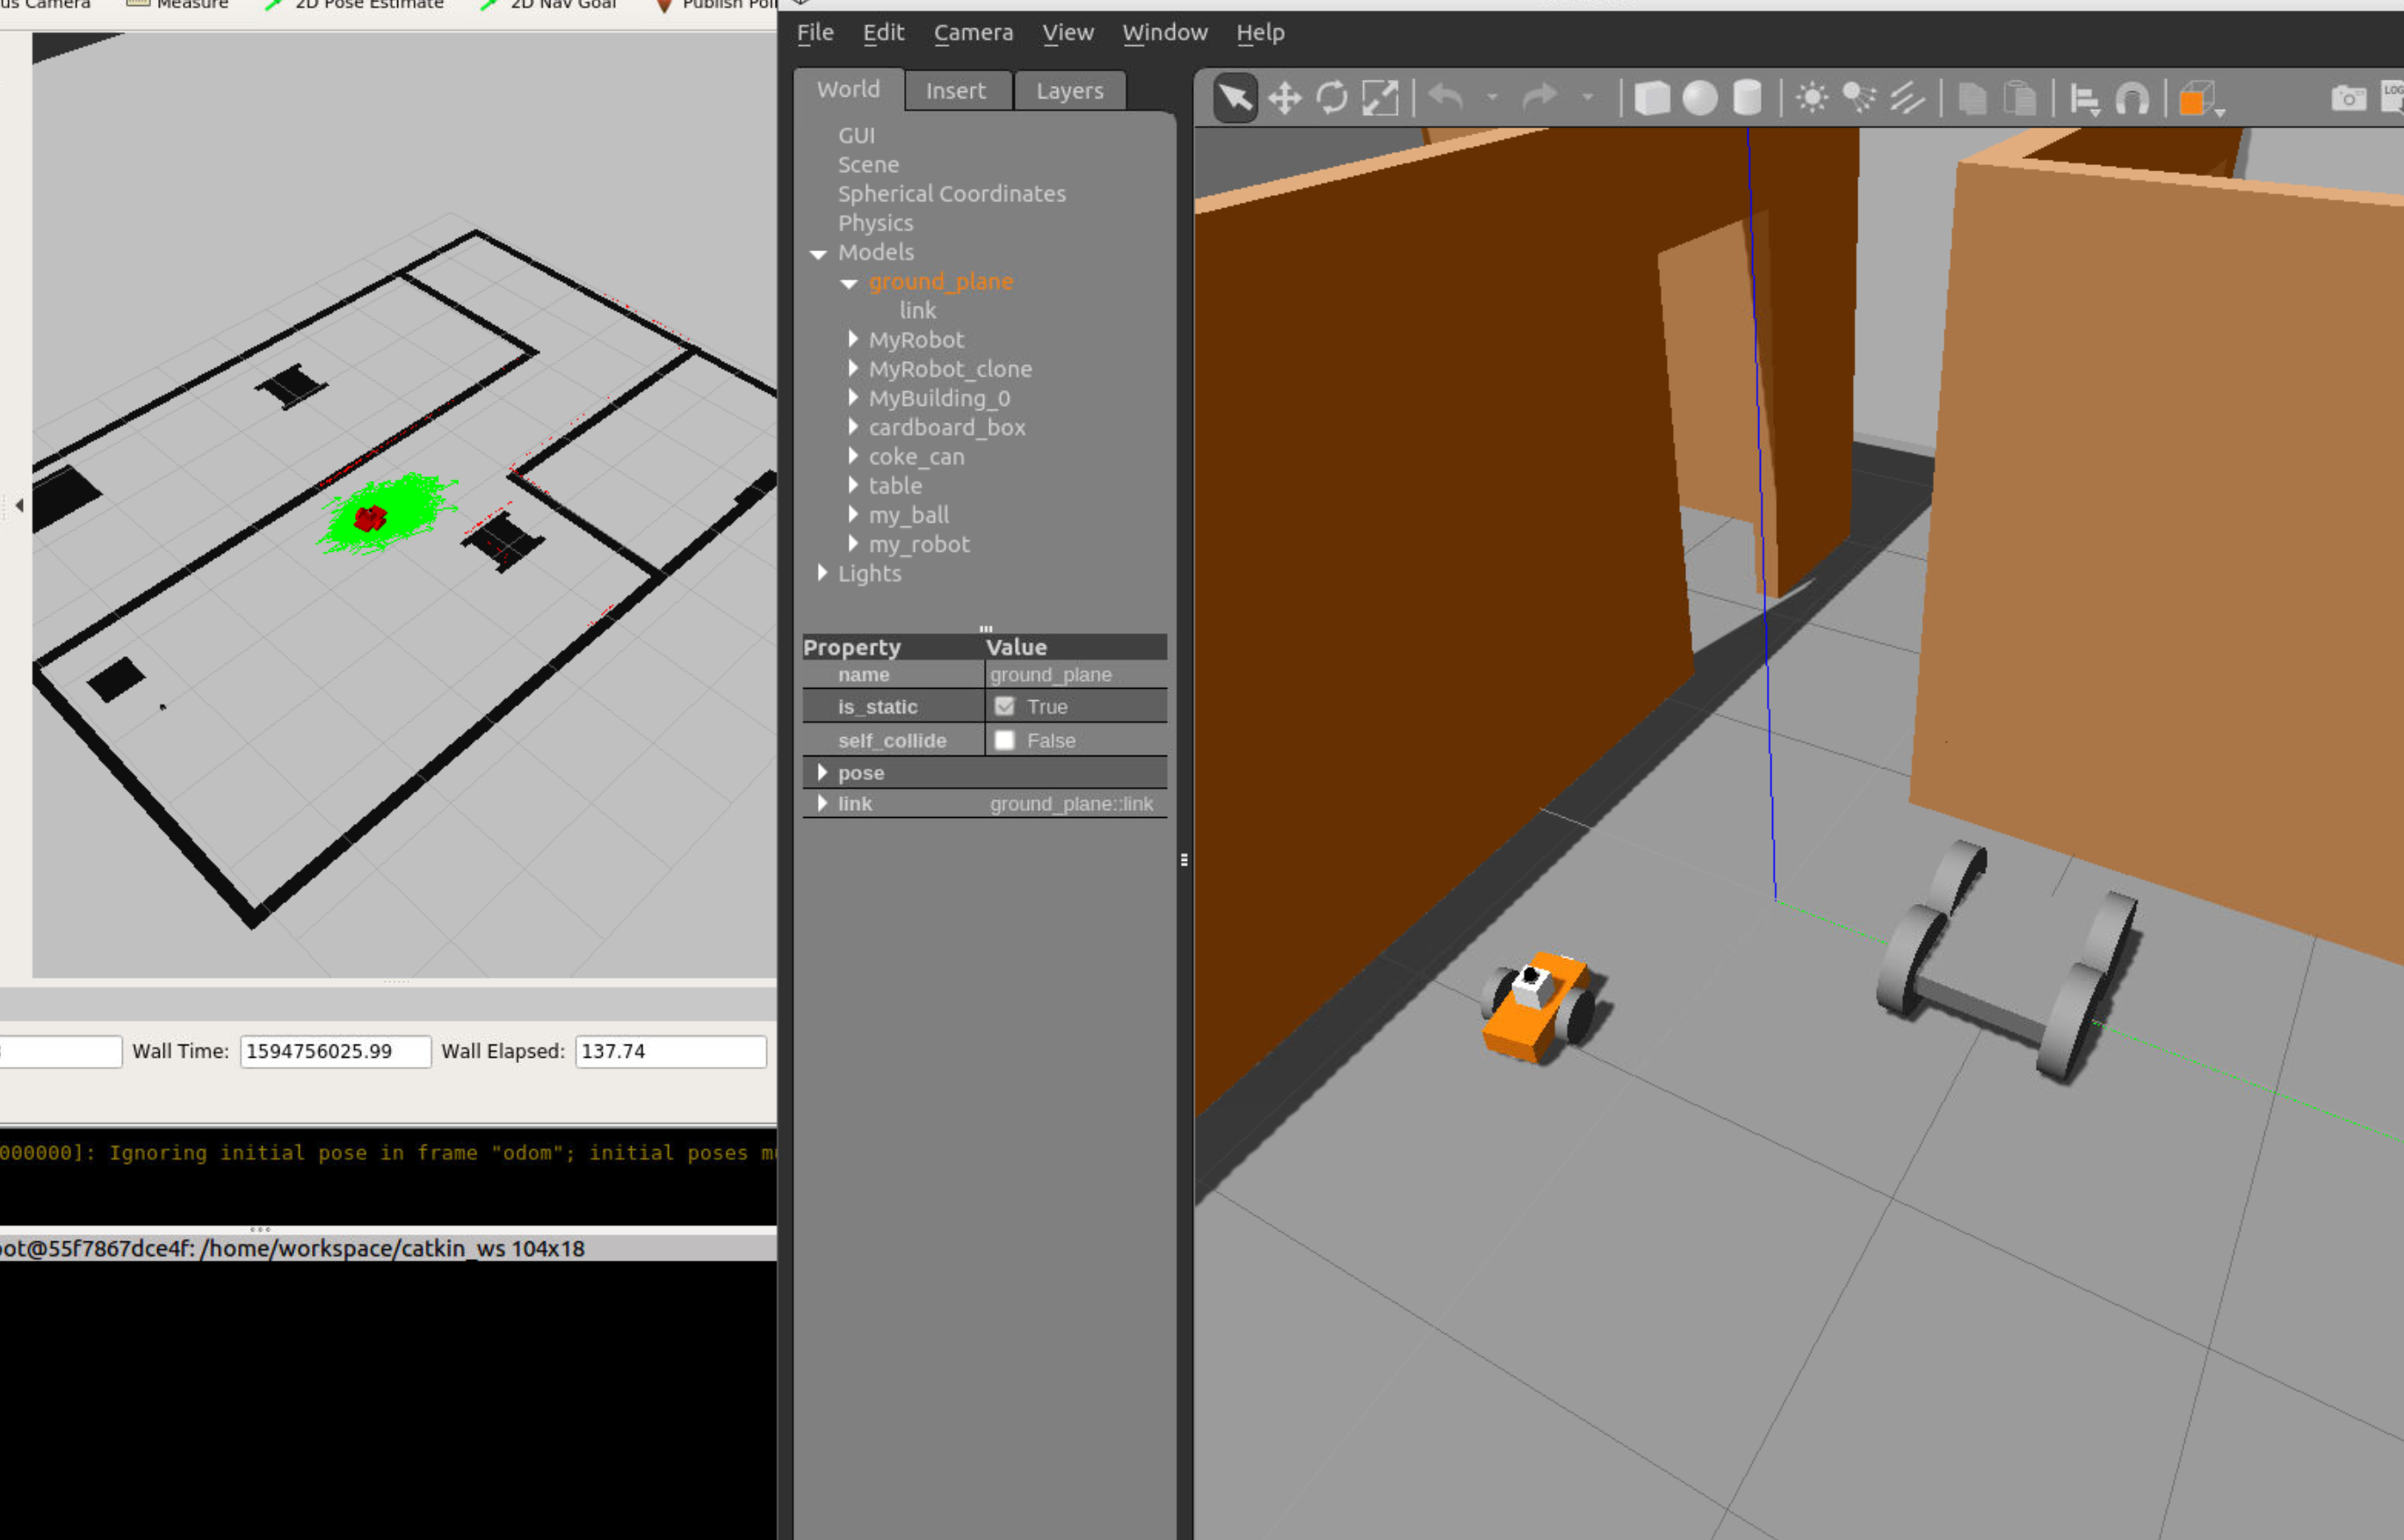 us Camera Measure 2D Pose Estimate 2D Nav Goal Publish Poi
Wall Time: 1594756025.99 Wall Elapsed: 137.74
000000]: Ignoring initial pose in frame "odom"; initial poses m
oot@55f7867dce4f: /home/workspace/catkin_ws 104x18
File Edit Camera View Window Help
World Insert Layers
GUI
Scene
Spherical Coordinates
Physics
Models
ground_plane
link
MyRobot
MyRobot_clone
MyBuilding_0
cardboard_box
coke_can
table
my_ball
my_robot
Lights
Property Value
name ground_plane
is_static True
self_collide False
pose
link ground_plane::link
LOG